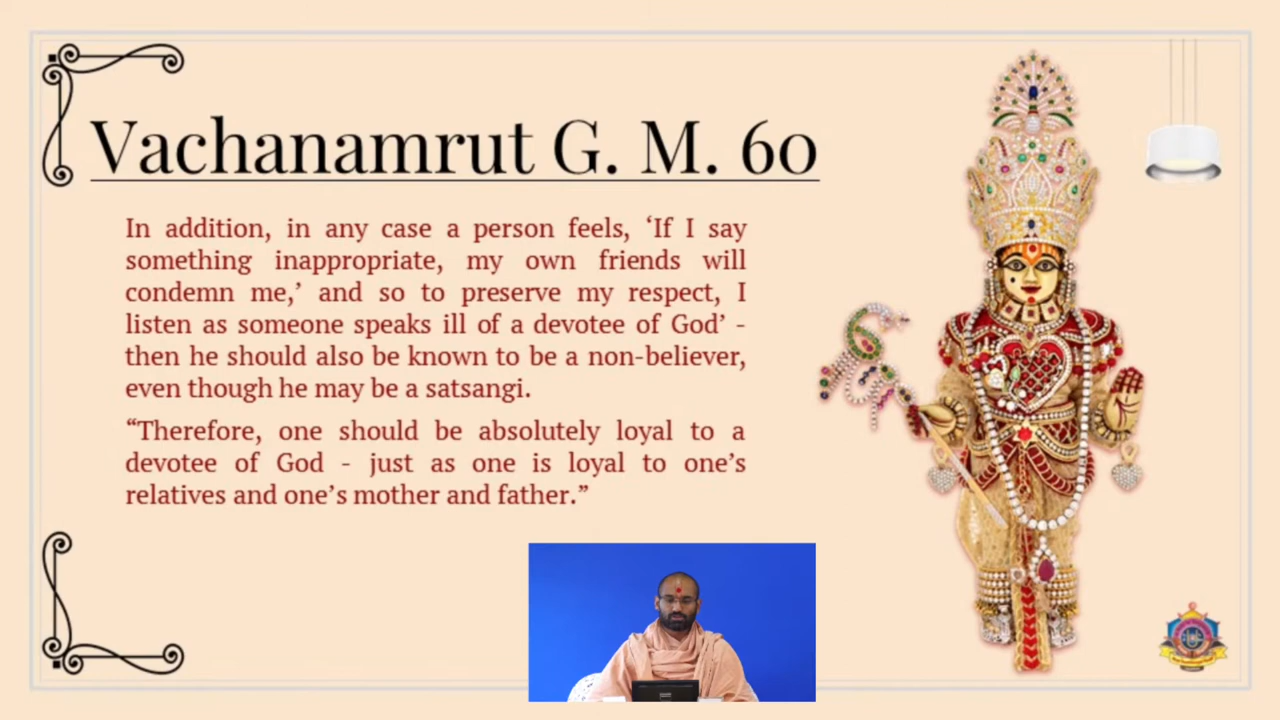 Vachanamrut G. M. 60
In addition, in any case a person feels, ‘If I say
something inappropriate, my own friends will
condemn me,’ and so to preserve my respect, I
listen as someone speaks ill of a devotee of God’ -
then he should also be known to be a non-believer,
even though he may be a satsangi.
“Therefore, one should be absolutely loyal to a
devotee of God - just as one is loyal to one’s
relatives and one’s mother and father.”